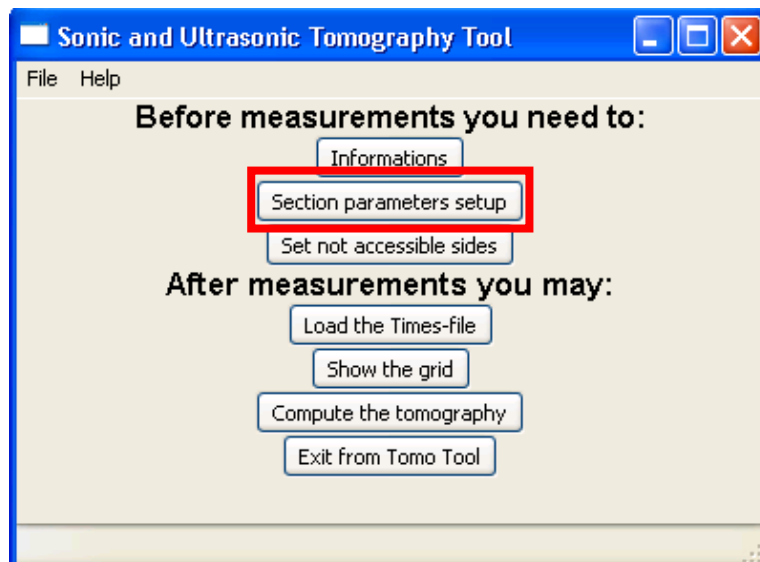 Sonic and Ultrasonic Tomography Tool
File Help
Before measurements you need to:
Informations
Section parameters setup
Set not accessible sides
After measurements you may:
Load the Times-file
Show the grid
Compute the tomography
Exit from Tomo Tool